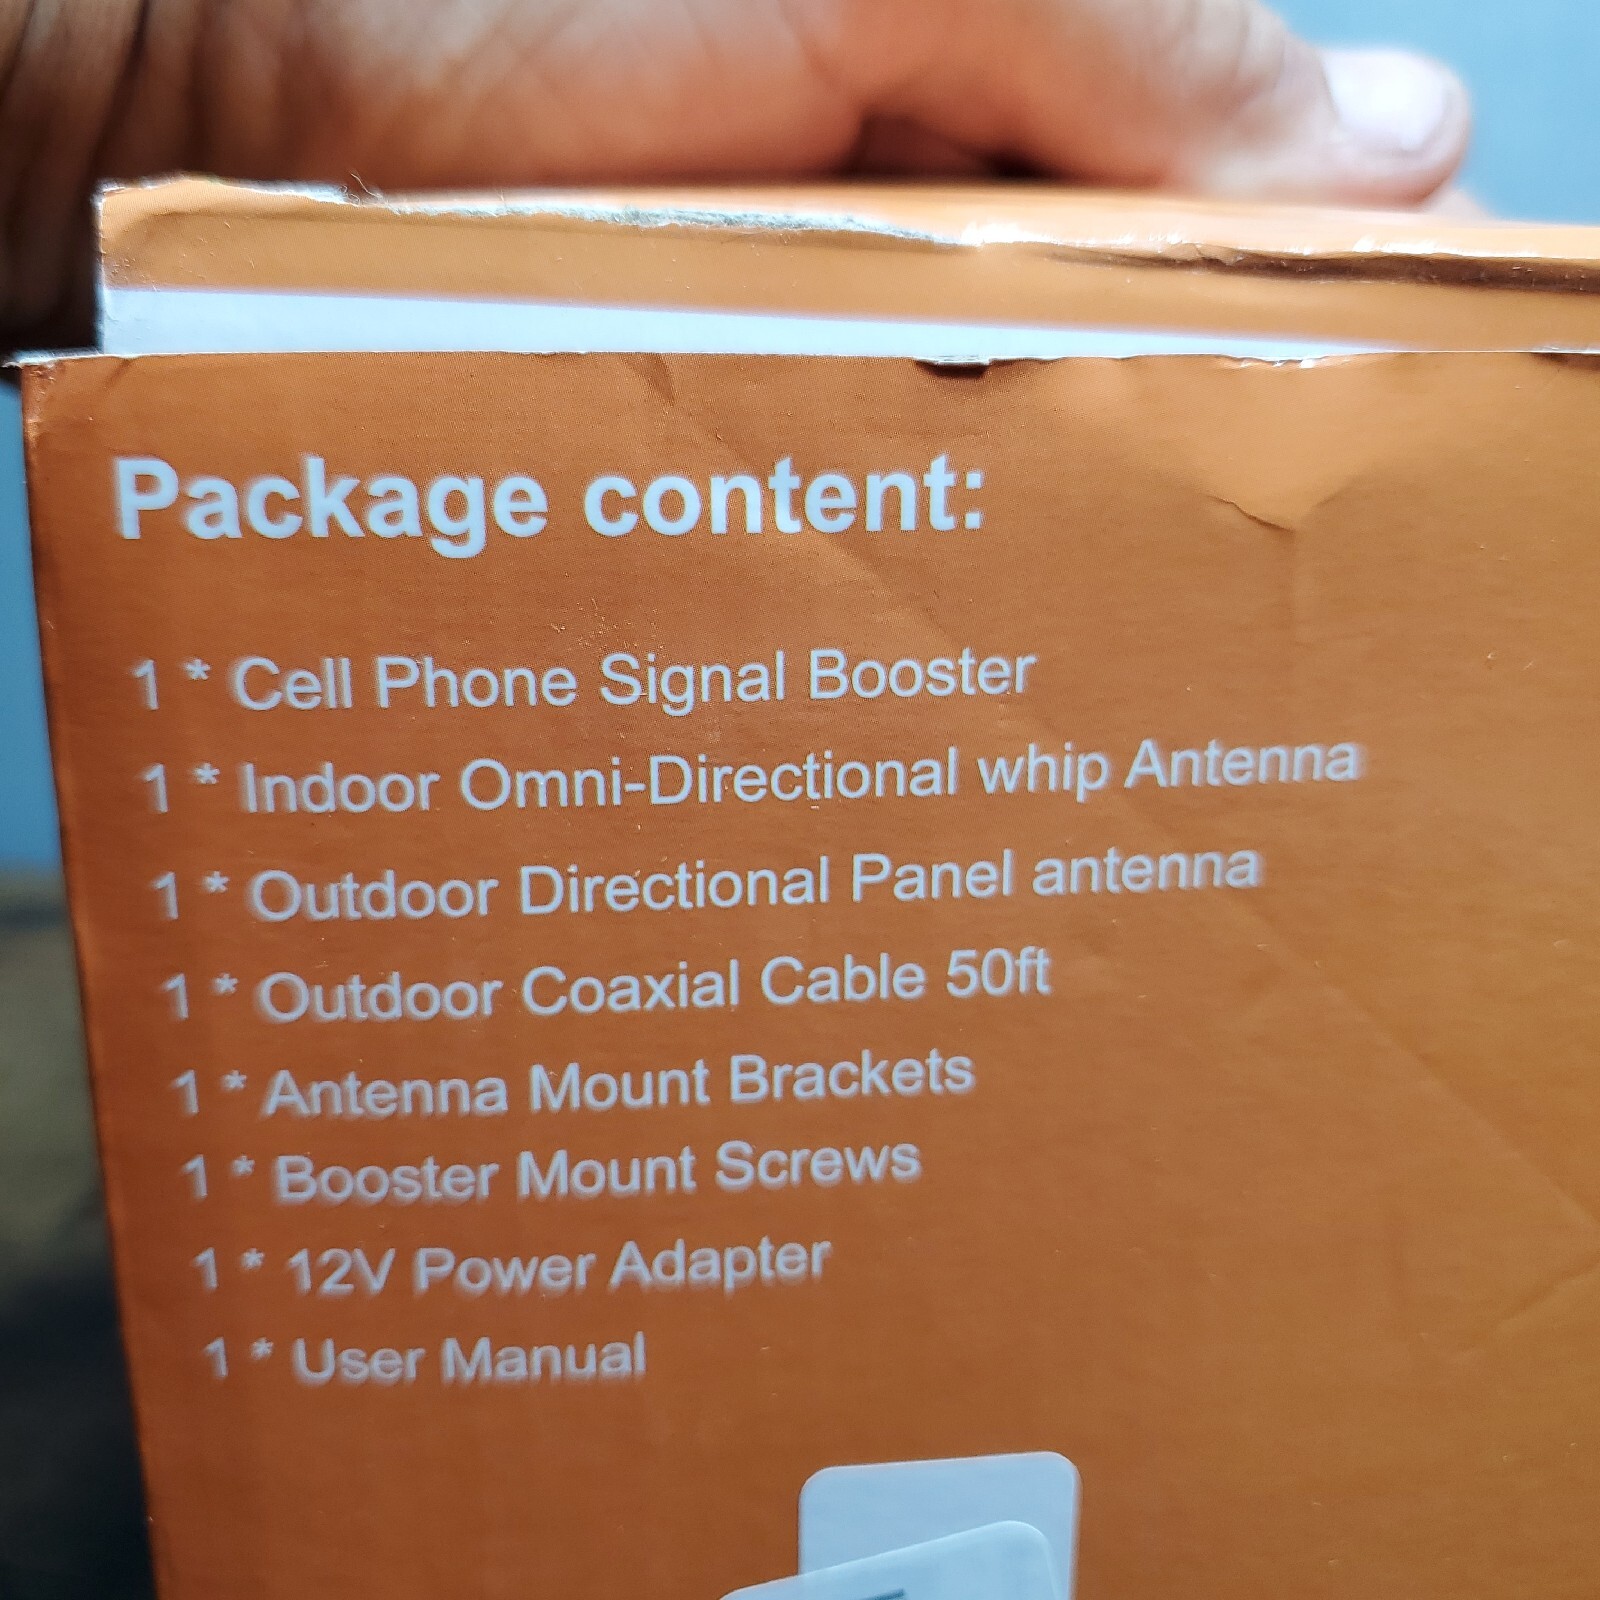 Package content:
1 * Cell Phone Signal Booster
1 * Indoor Omni-Directional whip Antenna
1 * Outdoor Directional Panel antenna
1 * Outdoor Coaxial Cable 50ft
1 * Antenna Mount Brackets
1 * Booster Mount Screws
1 * 12V Power Adapter
1 * User Manual